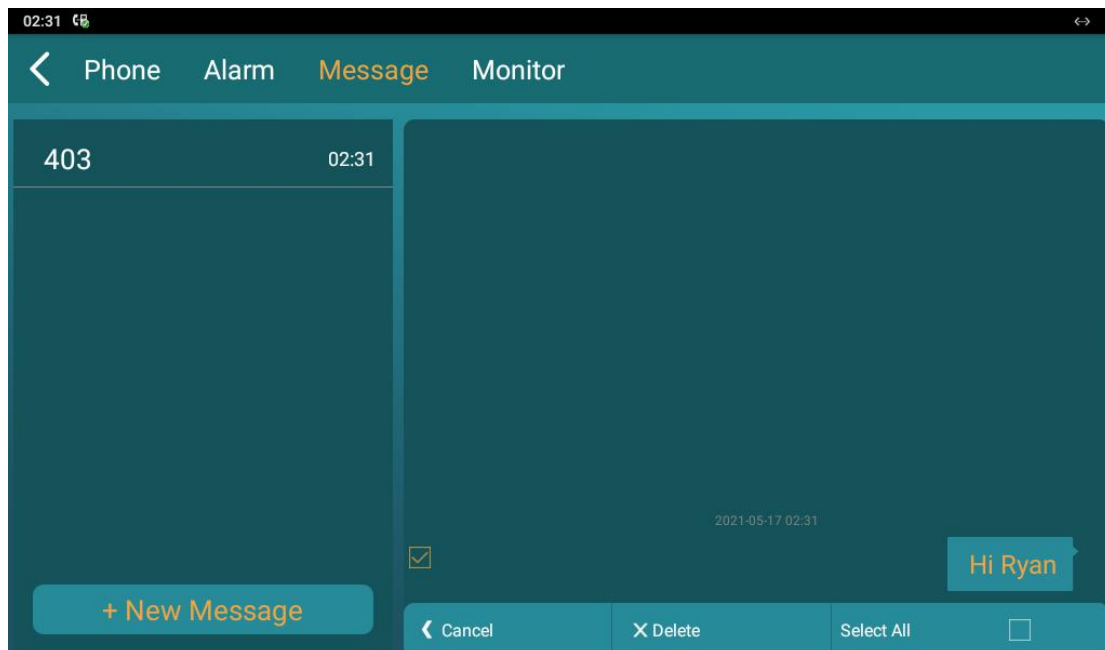 02:31
Phone Alarm Message Monitor
403 02:31
2021-05-17 02:31
Hi Ryan
+ New Message
Cancel Delete Select All